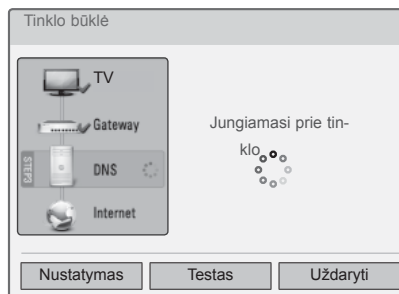 Tinklo būklė
TV
Gateway
STEP3
DNS
Internet
Jungiamasi prie tin-
klo
Nustatymas
Testas
Uždaryti